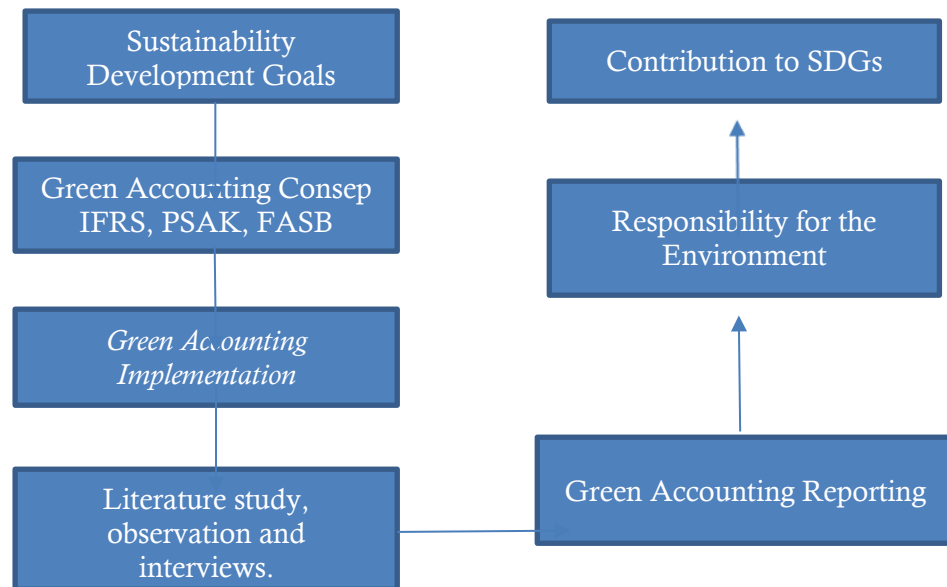 Sustainability
Development Goals
Green Accounting Consep
IFRS, PSAK, FASB
Green Accounting
Implementation
Literature study,
observation and
interviews.
Green Accounting Reporting
Responsibility for the
Environment
Contribution to SDGs